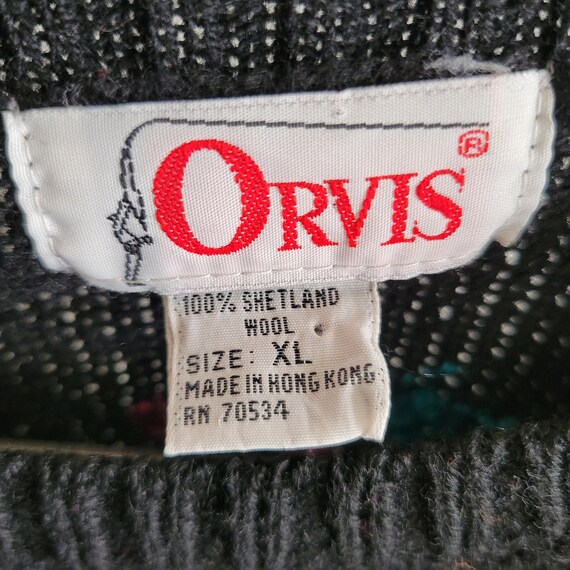 ORVIS®
100% SHETLAND
WOOL
SIZE: XL
MADE IN HONG KONG
RN 70534